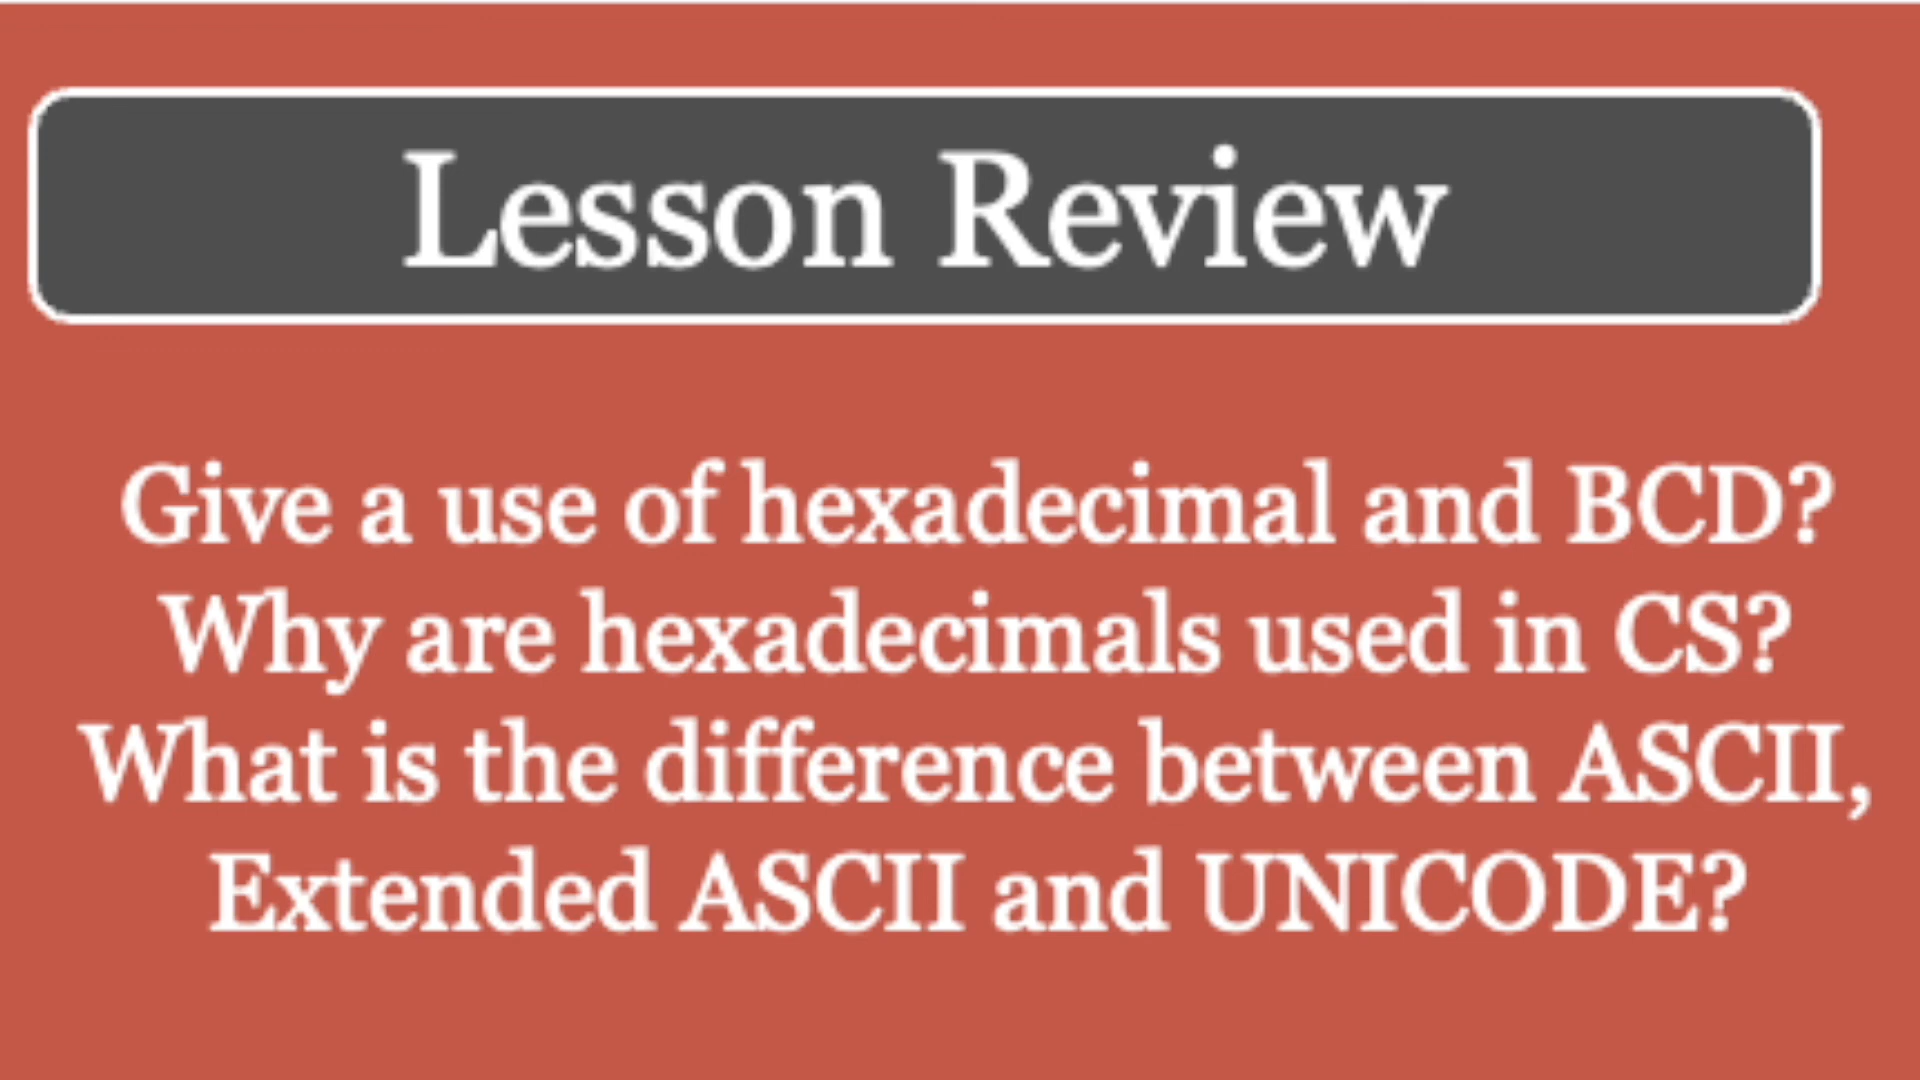 Lesson Review
Give a use of hexadecimal and BCD?
Why are hexadecimals used in CS?
What is the difference between ASCII,
Extended ASCII and UNICODE?